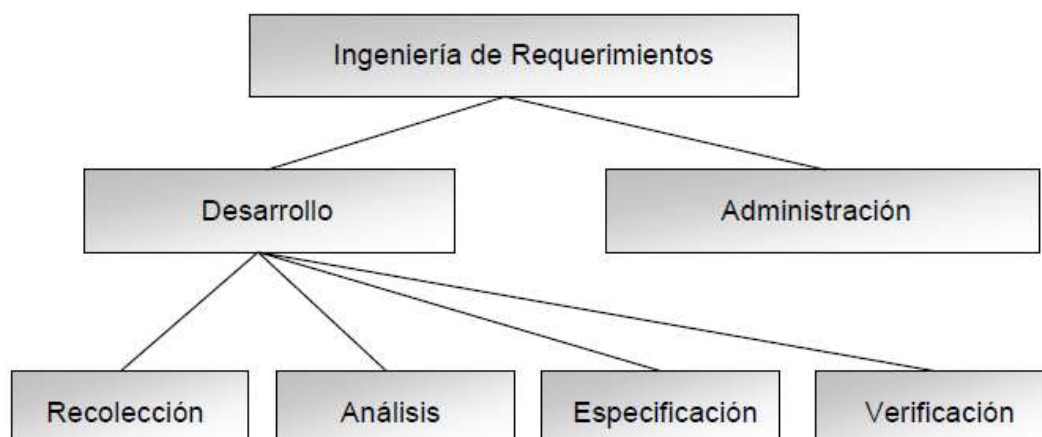 Ingeniería de Requerimientos
Desarrollo
Administración
Recolección
Análisis
Especificación
Verificación